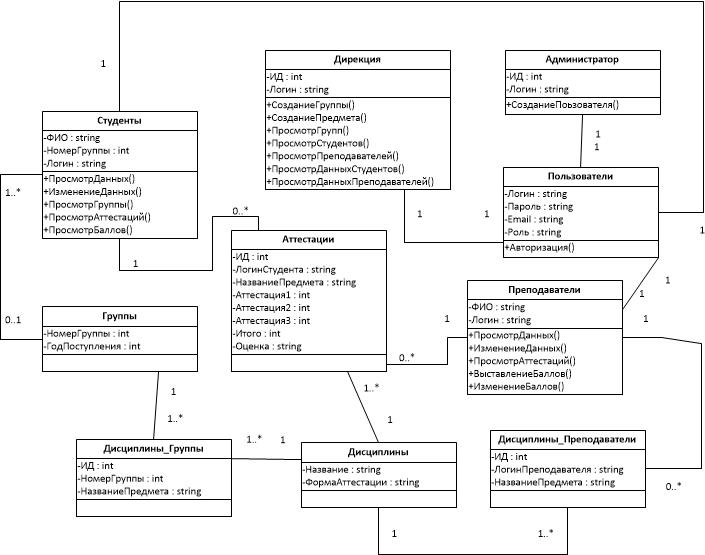 1
Дирекция
-ИД : int
-Логин : string
+СозданиеГруппы()
+СозданиеПредмета()
+ПросмотрГрупп()
+ПросмотрСтудентов()
+ПросмотрПреподавателей()
+ПросмотрДанныхСтудентов()
+ПросмотрДанныхПреподавателей()
Администратор
-ИД : int
-Логин : string
+СозданиеПоьзователя()
Студенты
-ФИО : string
-НомерГруппы : int
-Логин : string
+ПросмотрДанных()
+ИзменениеДанных()
+ПросмотрГруппы()
+ПросмотрАттестаций()
+ПросмотрБаллов()
1
1
Пользователи
-Логин : string
-Пароль : string
-Email : string
-Роль : string
+Авторизация()
1..*
0..*
1
1
1
1
Аттестации
-ИД : int
-ЛогинСтудента : string
-НазваниеПредмета : string
-Аттестация1 : int
-Аттестация2 : int
-Аттестация3 : int
-Итого : int
-Оценка : string
1
1
Преподаватели
-ФИО : string
-Логин : string
+ПросмотрДанных()
+ИзменениеДанных()
+ПросмотрАттестаций()
+ВыставлениеБаллов()
+ИзменениеБаллов()
0..1
Группы
-НомерГруппы : int
-ГодПоступления : int
1
1
0..*
1
1..*
1..*
1
Дисциплины_Группы
-ИД : int
-НомерГруппы : int
-НазваниеПредмета : string
1..*
1
Дисциплины
-Название : string
-ФормаАттестации : string
Дисциплины_Преподаватели
-ИД : int
-ЛогинПреподавателя : string
-НазваниеПредмета : string
0..*
1
1..*